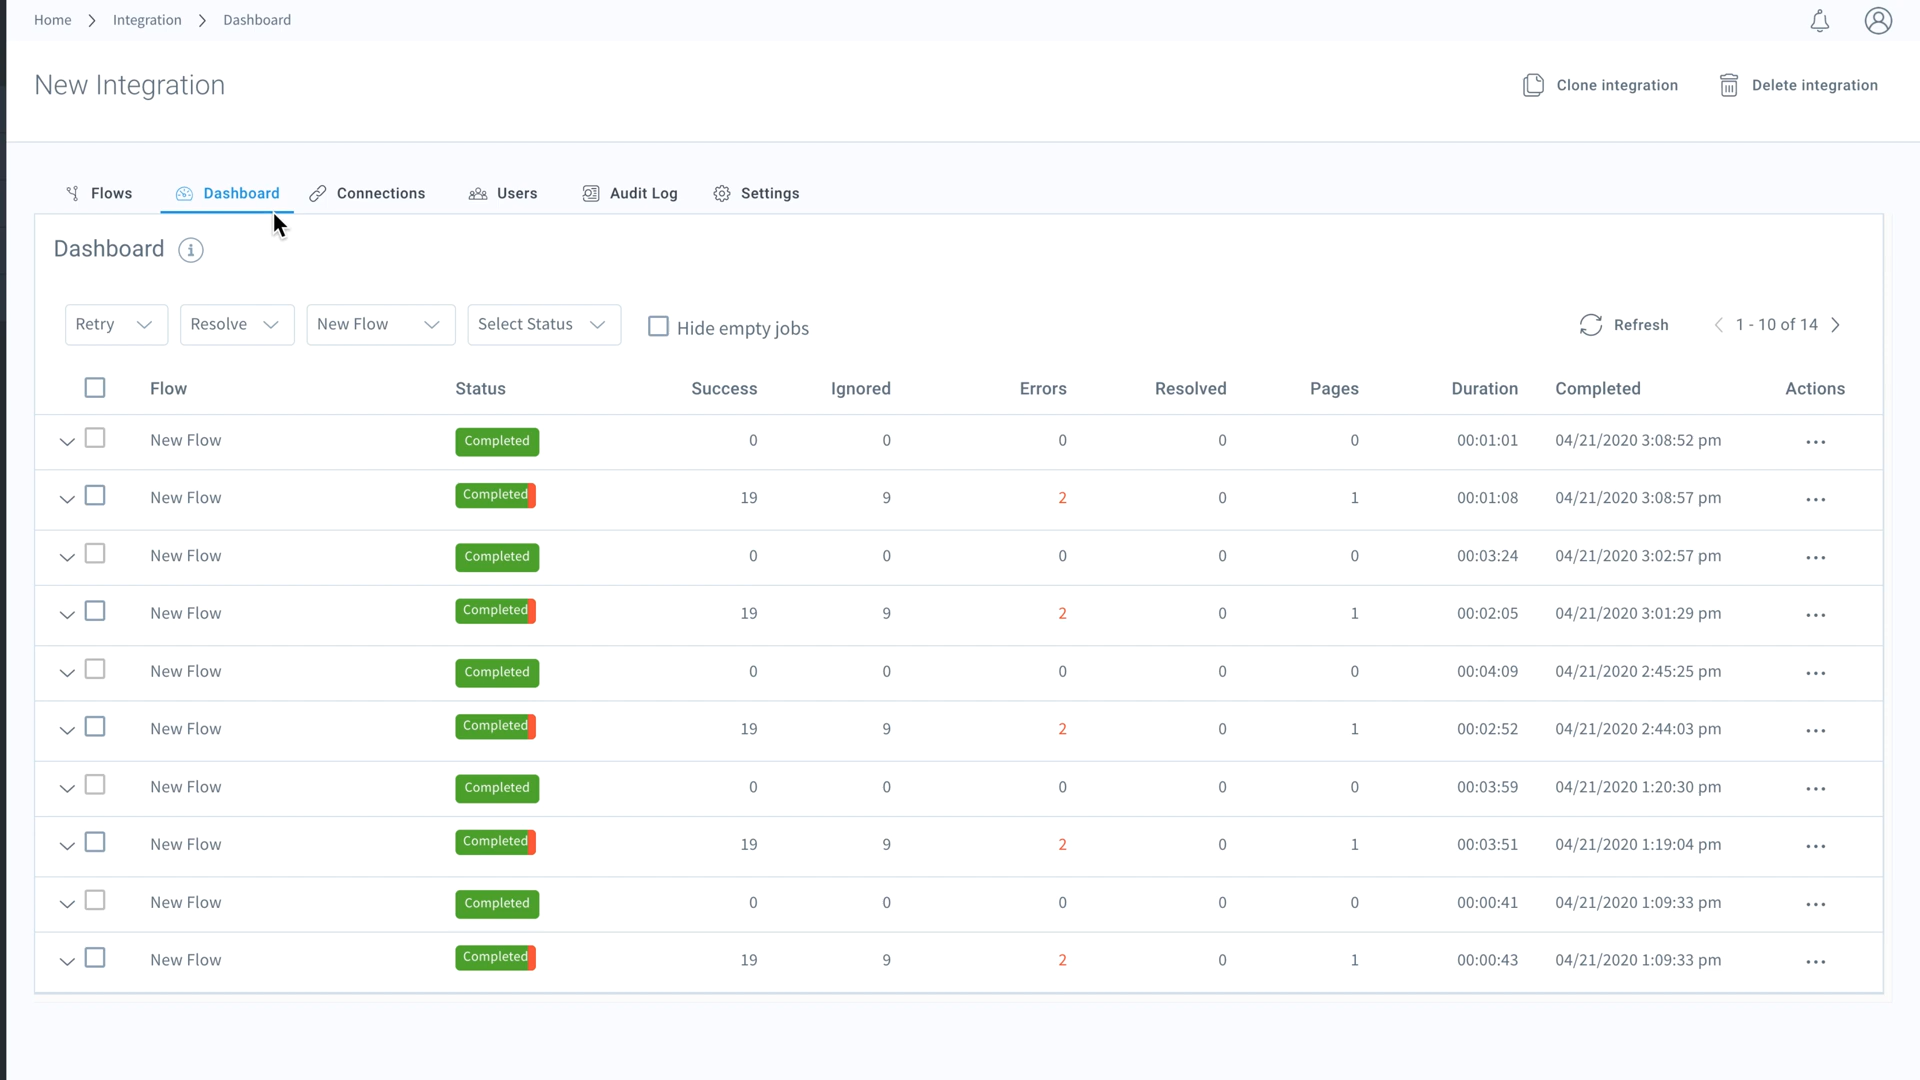 Home Integration Dashboard
New Integration
Clone integration Delete integration
Flows Dashboard Connections Users Audit Log Settings
Dashboard
Retry Resolve New Flow Select Status Hide empty jobs Refresh 1 - 10 of 14
Flow Status Success Ignored Errors Resolved Pages Duration Completed Actions
New Flow Completed 0 0 0 0 0 00:01:01 04/21/2020 3:08:52 pm ...
New Flow Completed 19 9 2 0 1 00:01:08 04/21/2020 3:08:57 pm ...
New Flow Completed 0 0 0 0 0 00:03:24 04/21/2020 3:02:57 pm ...
New Flow Completed 19 9 2 0 1 00:02:05 04/21/2020 3:01:29 pm ...
New Flow Completed 0 0 0 0 0 00:04:09 04/21/2020 2:45:25 pm ...
New Flow Completed 19 9 2 0 1 00:02:52 04/21/2020 2:44:03 pm ...
New Flow Completed 0 0 0 0 0 00:03:59 04/21/2020 1:20:30 pm ...
New Flow Completed 19 9 2 0 1 00:03:51 04/21/2020 1:19:04 pm ...
New Flow Completed 0 0 0 0 0 00:00:41 04/21/2020 1:09:33 pm ...
New Flow Completed 19 9 2 0 1 00:00:43 04/21/2020 1:09:33 pm ...